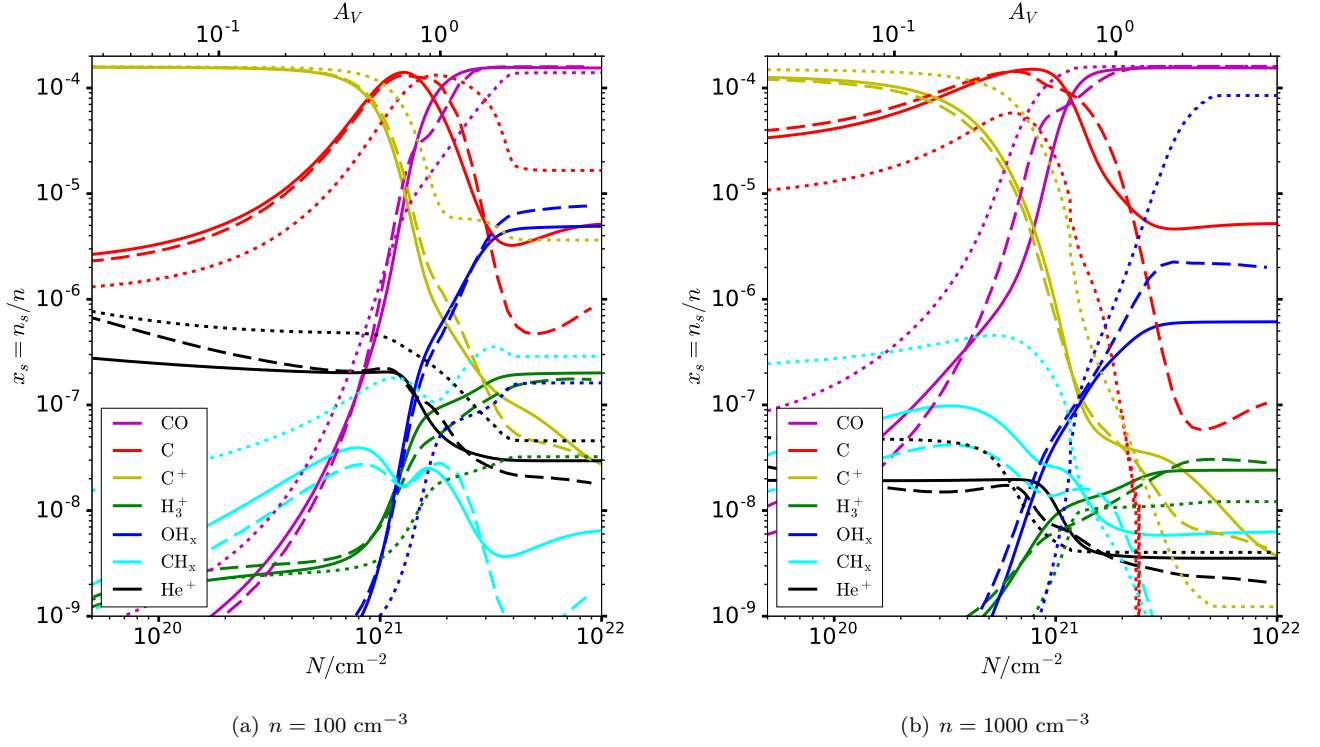 A_V
10^-1 10^0
10^-4
10^-5
10^-6
10^-7
10^-8
10^-9
x_s = n_s/n
CO
C
C^+
H_3^+
OH_x
CH_x
He^+
10^20 10^21 10^22
N/cm^-2
(a) n = 100 cm^-3
A_V
10^-1 10^0
10^-4
10^-5
10^-6
10^-7
10^-8
10^-9
x_s = n_s/n
CO
C
C^+
H_3^+
OH_x
CH_x
He^+
10^20 10^21 10^22
N/cm^-2
(b) n = 1000 cm^-3